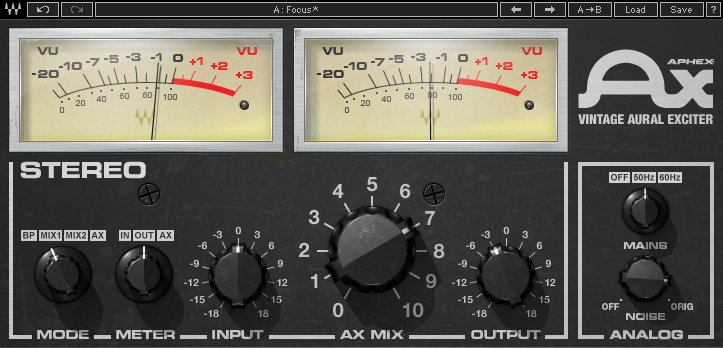 A: Focus*
A→B
Load
Save
?
VU VU
-20 -10 -7 -5 -3 -1 0 +1 +2 +3
0 20 40 60 80 100
VU VU
-20 -10 -7 -5 -3 -1 0 +1 +2 +3
0 20 40 60 80 100
APHEX
Ax
VINTAGE AURAL EXCITER
STEREO
BP MIX1 MIX2 AX
MODE
IN OUT AX
METER
-18 -15 -12 -9 -6 -3 0 3 6 9 12 15 18
INPUT
0 1 2 3 4 5 6 7 8 9 10
AX MIX
-18 -15 -12 -9 -6 -3 0 3 6 9 12 15 18
OUTPUT
OFF 50Hz 60Hz
MAINS
OFF ORIG
NOISE
ANALOG